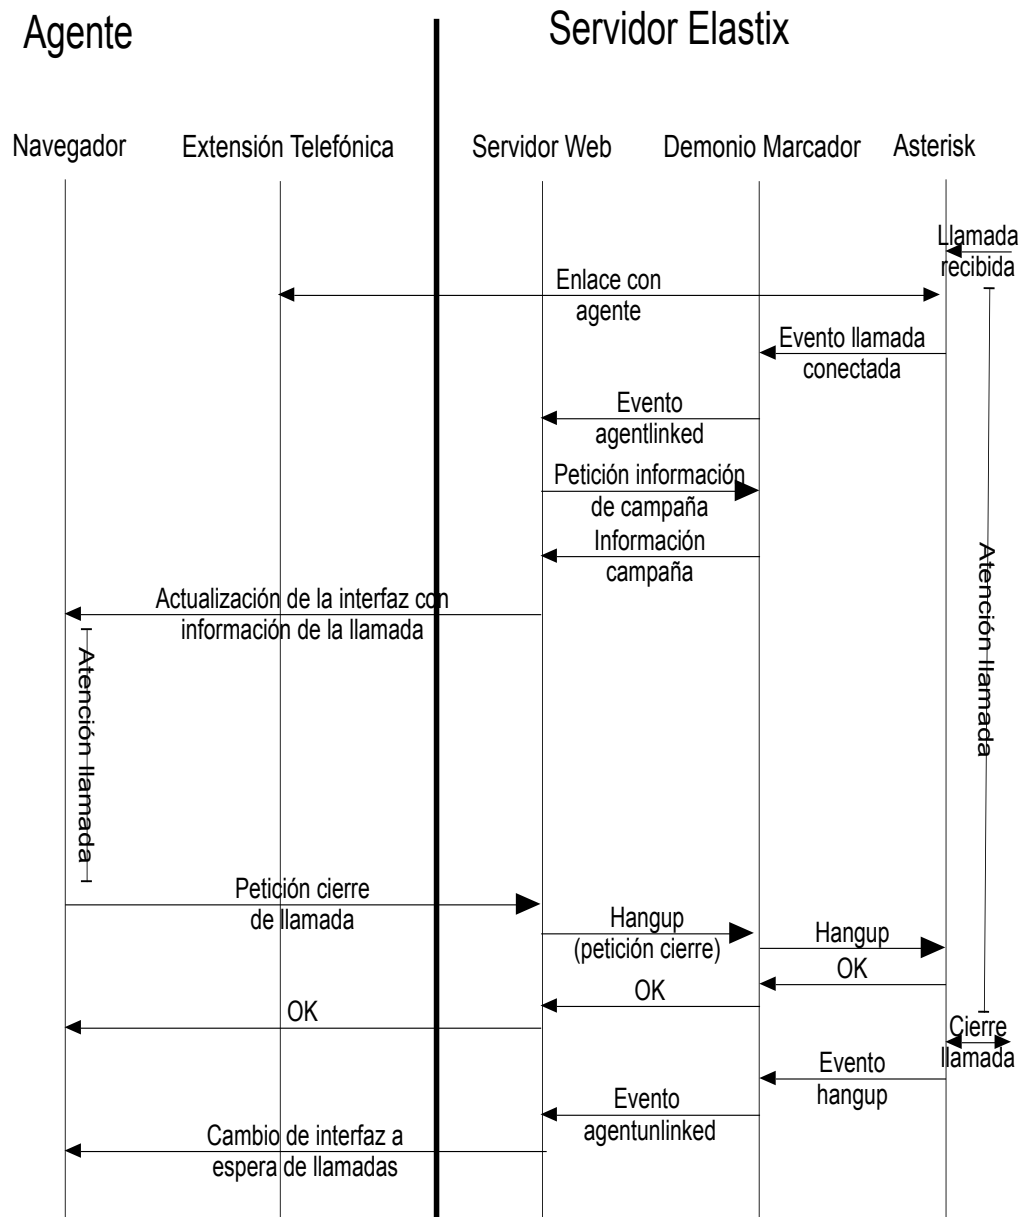 Agente
Servidor Elastix
Navegador
Extensión Telefónica
Servidor Web
Demonio Marcador
Asterisk
Llamada
recibida
Enlace con
agente
Evento llamada
conectada
Evento
agentlinked
Petición información
de campaña
Información
campaña
Actualización de la interfaz con
información de la llamada
Atención llamada
Atención llamada
Petición cierre
de llamada
Hangup
(petición cierre)
Hangup
OK
OK
OK
Cierre
llamada
Evento
hangup
Evento
agentunlinked
Cambio de interfaz a
espera de llamadas